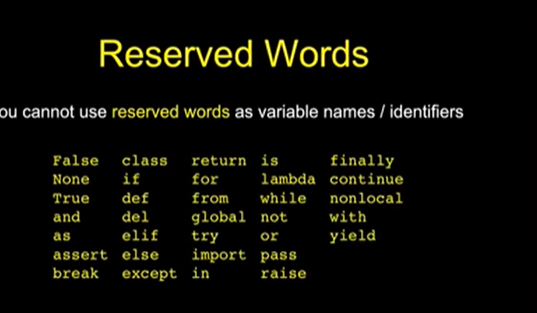 Reserved Words
ou cannot use reserved words as variable names / identifiers
False class return is finally
None if for lambda continue
True def from while nonlocal
and del global not with
as elif try or yield
assert else import pass
break except in raise